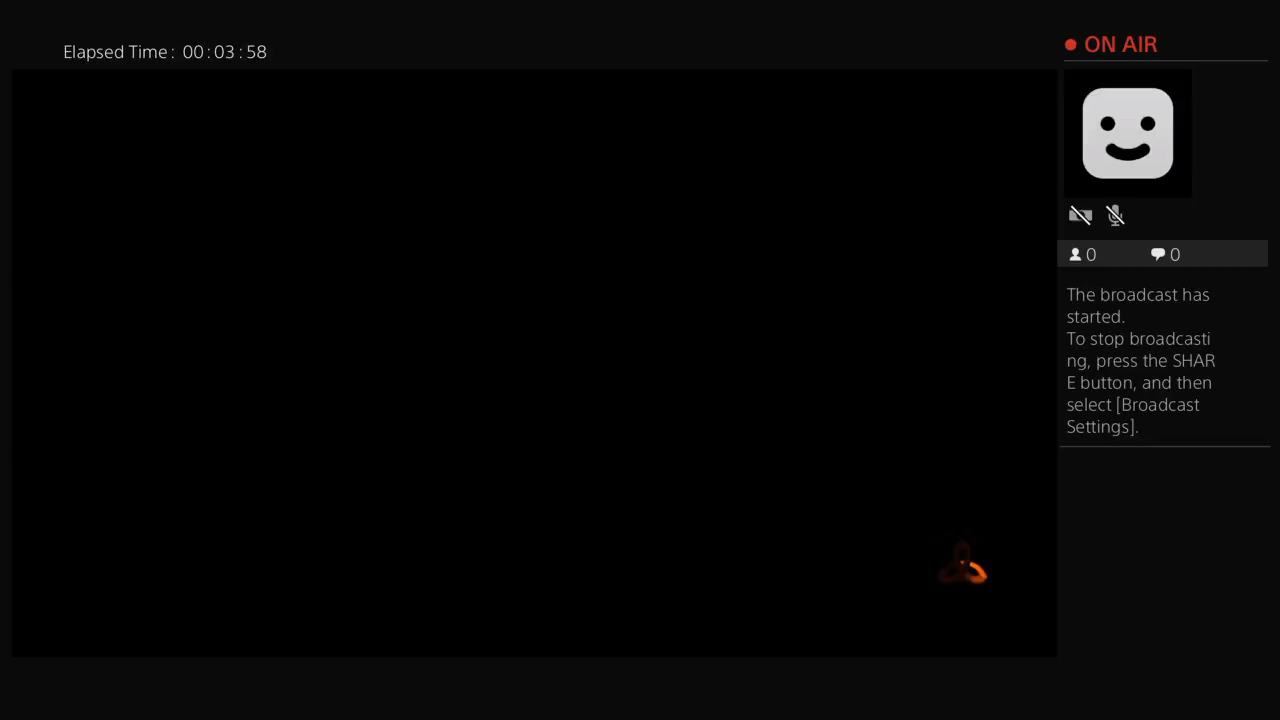 Elapsed Time: 00:03:58
ON AIR
0 0
The broadcast has
started.
To stop broadcasti
ng, press the SHAR
E button, and then
select [Broadcast
Settings].